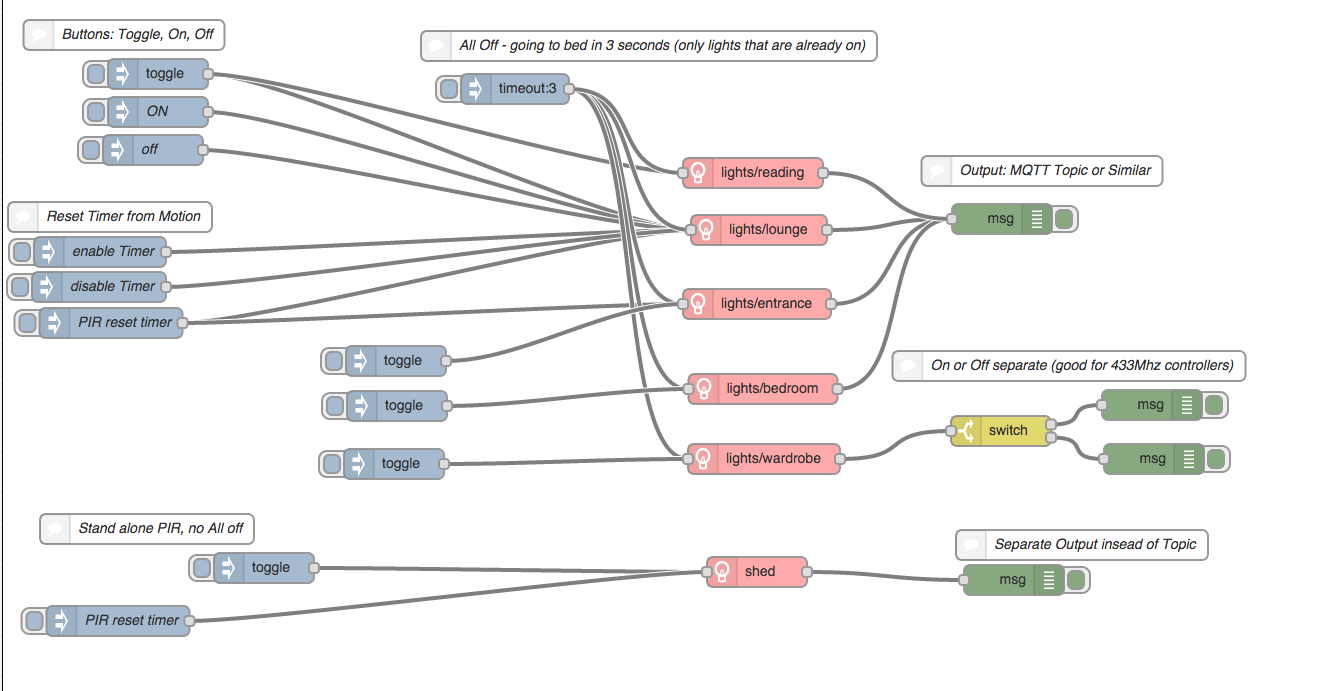 Buttons: Toggle, On, Off
toggle
ON
off
All Off - going to bed in 3 seconds (only lights that are already on)
timeout:3
lights/reading
Output: MQTT Topic or Similar
msg
Reset Timer from Motion
enable Timer
disable Timer
PIR reset timer
lights/lounge
lights/entrance
toggle
toggle
toggle
lights/bedroom
lights/wardrobe
On or Off separate (good for 433Mhz controllers)
switch
msg
msg
Stand alone PIR, no All off
toggle
PIR reset timer
shed
Separate Output insead of Topic
msg